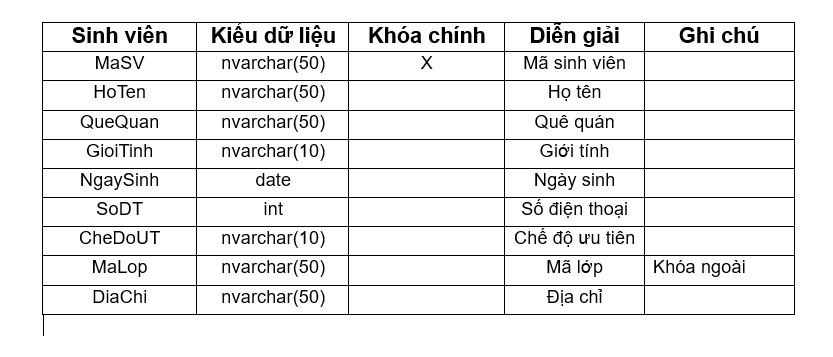 Sinh viên Kiểu dữ liệu Khóa chính Diễn giải Ghi chú
MaSV nvarchar(50) X Mã sinh viên
HoTen nvarchar(50) Họ tên
QueQuan nvarchar(50) Quê quán
GioiTinh nvarchar(10) Giới tính
NgaySinh date Ngày sinh
SoDT int Số điện thoại
CheDoUT nvarchar(10) Chế độ ưu tiên
MaLop nvarchar(50) Mã lớp Khóa ngoài
DiaChi nvarchar(50) Địa chỉ